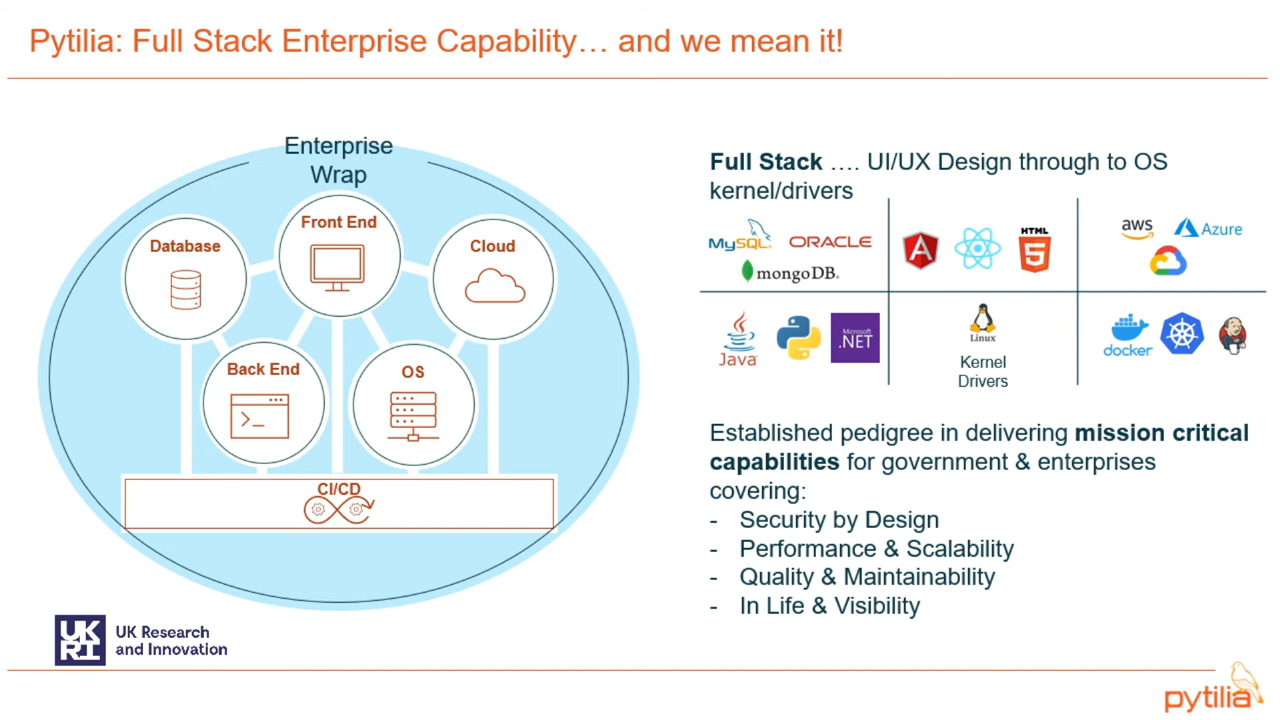 Pytilia: Full Stack Enterprise Capability… and we mean it!
Enterprise
Wrap
Front End
Database
Cloud
Back End
OS
CI/CD
UK
RI
UK Research
and Innovation
Full Stack …. UI/UX Design through to OS
kernel/drivers
MySQL
ORACLE
mongoDB.
HTML
5
aws
Azure
Java
Microsoft
.NET
Linux
Kernel
Drivers
docker
Established pedigree in delivering mission critical
capabilities for government & enterprises
covering:
- Security by Design
- Performance & Scalability
- Quality & Maintainability
- In Life & Visibility
pytilia